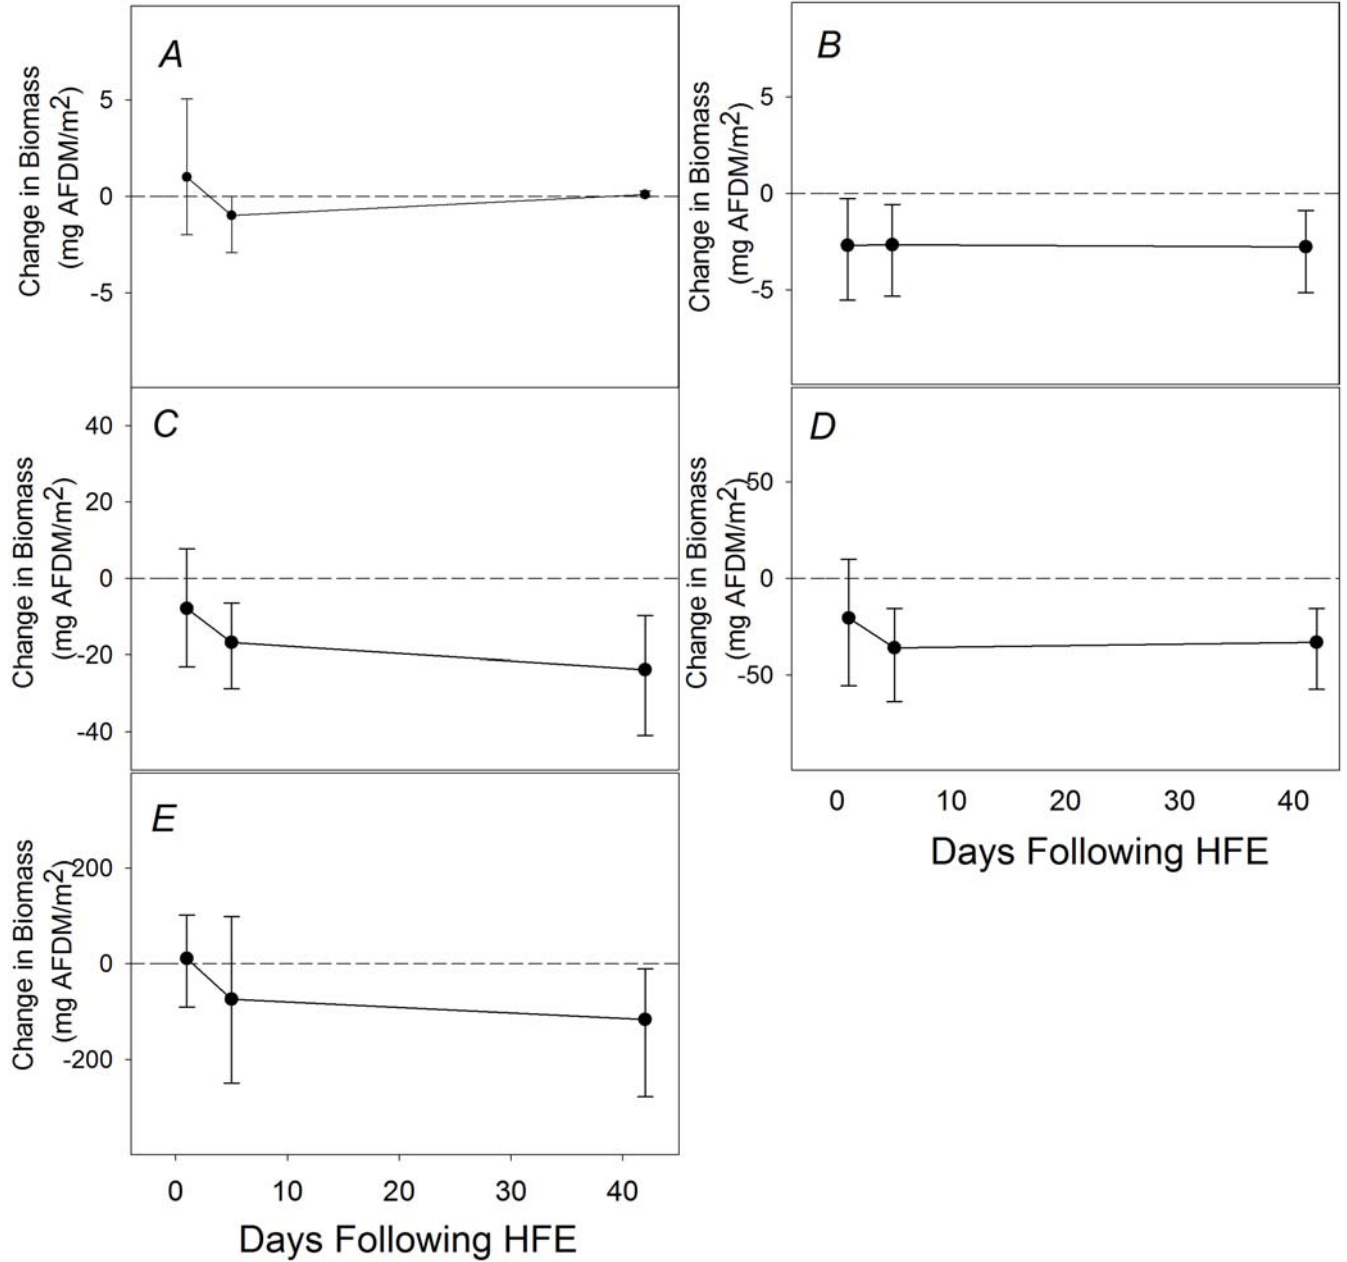 A
Change in Biomass
(mg AFDM/m2)
5
0
-5
B
Change in Biomass
(mg AFDM/m2)
5
0
-5
C
Change in Biomass
(mg AFDM/m2)
40
20
0
-20
-40
D
Change in Biomass
(mg AFDM/m2)
50
0
-50
0 10 20 30 40
Days Following HFE
E
Change in Biomass
(mg AFDM/m2)
200
0
-200
0 10 20 30 40
Days Following HFE